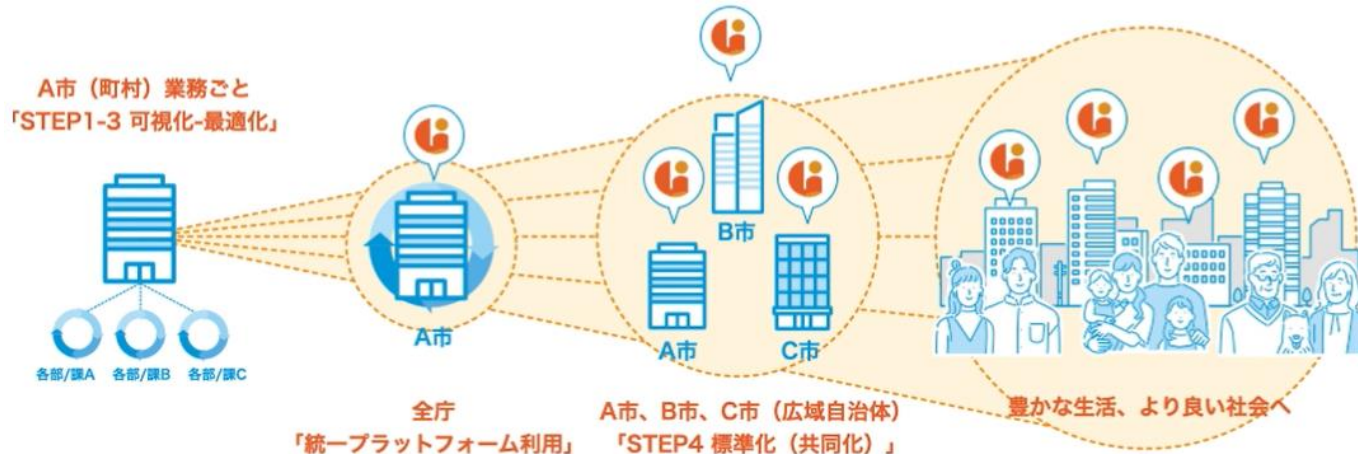 A市（町村）業務ごと
「STEP1-3 可視化-最適化」
各部/課A
各部/課B
各部/課C
A市
全庁
「統一プラットフォーム利用」
B市
A市
C市
A市、B市、C市（広域自治体）
「STEP4 標準化（共同化）」
豊かな生活、より良い社会へ